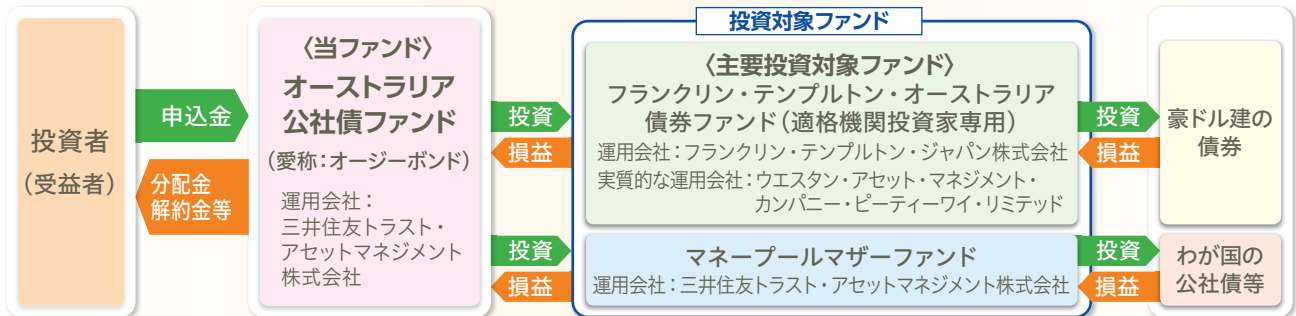 投資対象ファンド
投資者
(受益者)
申込金
分配金
解約金等
〈当ファンド〉
オーストラリア
公社債ファンド
(愛称:オージーボンド)
運用会社:
三井住友トラスト・
アセットマネジメント
株式会社
投資
損益
〈主要投資対象ファンド〉
フランクリン・テンプルトン・オーストラリア
債券ファンド(適格機関投資家専用)
運用会社:フランクリン・テンプルトン・ジャパン株式会社
実質的な運用会社:ウエスタン・アセット・マネジメント・
カンパニー・ピーティーワイ・リミテッド
投資
損益
豪ドル建の
債券
投資
損益
マネープールマザーファンド
運用会社:三井住友トラスト・アセットマネジメント株式会社
投資
損益
わが国の
公社債等